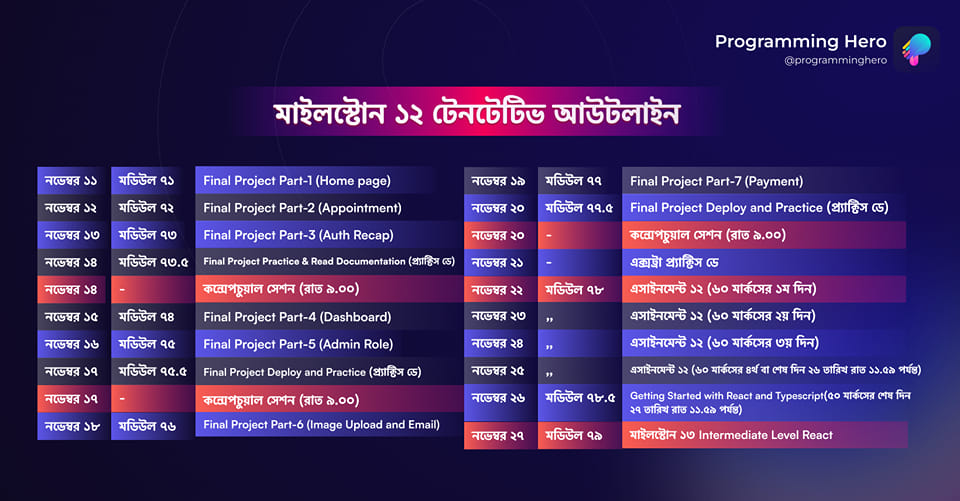 Programming Hero
@programminghero
মাইলস্টোন ১২ টেনটেটিভ আউটলাইন
নভেম্বর ১১ মডিউল ৭১ Final Project Part-1 (Home page)
নভেম্বর ১২ মডিউল ৭২ Final Project Part-2 (Appointment)
নভেম্বর ১৩ মডিউল ৭৩ Final Project Part-3 (Auth Recap)
নভেম্বর ১৪ মডিউল ৭৩.৫ Final Project Practice & Read Documentation (প্র্যাক্টিস ডে)
নভেম্বর ১৪ - কন্সেপচুয়াল সেশন (রাত ৯.০০)
নভেম্বর ১৫ মডিউল ৭৪ Final Project Part-4 (Dashboard)
নভেম্বর ১৬ মডিউল ৭৫ Final Project Part-5 (Admin Role)
নভেম্বর ১৭ মডিউল ৭৫.৫ Final Project Deploy and Practice (প্র্যাক্টিস ডে)
নভেম্বর ১৭ - কন্সেপচুয়াল সেশন (রাত ৯.০০)
নভেম্বর ১৮ মডিউল ৭৬ Final Project Part-6 (Image Upload and Email)
নভেম্বর ১৯ মডিউল ৭৭ Final Project Part-7 (Payment)
নভেম্বর ২০ মডিউল ৭৭.৫ Final Project Deploy and Practice (প্র্যাক্টিস ডে)
নভেম্বর ২০ - কন্সেপচুয়াল সেশন (রাত ৯.০০)
নভেম্বর ২১ - এক্সট্রা প্র্যাক্টিস ডে
নভেম্বর ২২ মডিউল ৭৮ এসাইনমেন্ট ১২ (৬০ মার্কসের ১ম দিন)
নভেম্বর ২৩ ,, এসাইনমেন্ট ১২ (৬০ মার্কসের ২য় দিন)
নভেম্বর ২৪ ,, এসাইনমেন্ট ১২ (৬০ মার্কসের ৩য় দিন)
নভেম্বর ২৫ ,, এসাইনমেন্ট ১২ (৬০ মার্কসের ৪র্থ বা শেষ দিন ২৬ তারিখ রাত ১১.৫৯ পর্যন্ত)
নভেম্বর ২৬ মডিউল ৭৮.৫ Getting Started with React and Typescript(৫০ মার্কসের শেষ দিন
২৭ তারিখ রাত ১১.৫৯ পর্যন্ত)
নভেম্বর ২৭ মডিউল ৭৯ মাইলস্টোন ১৩ Intermediate Level React